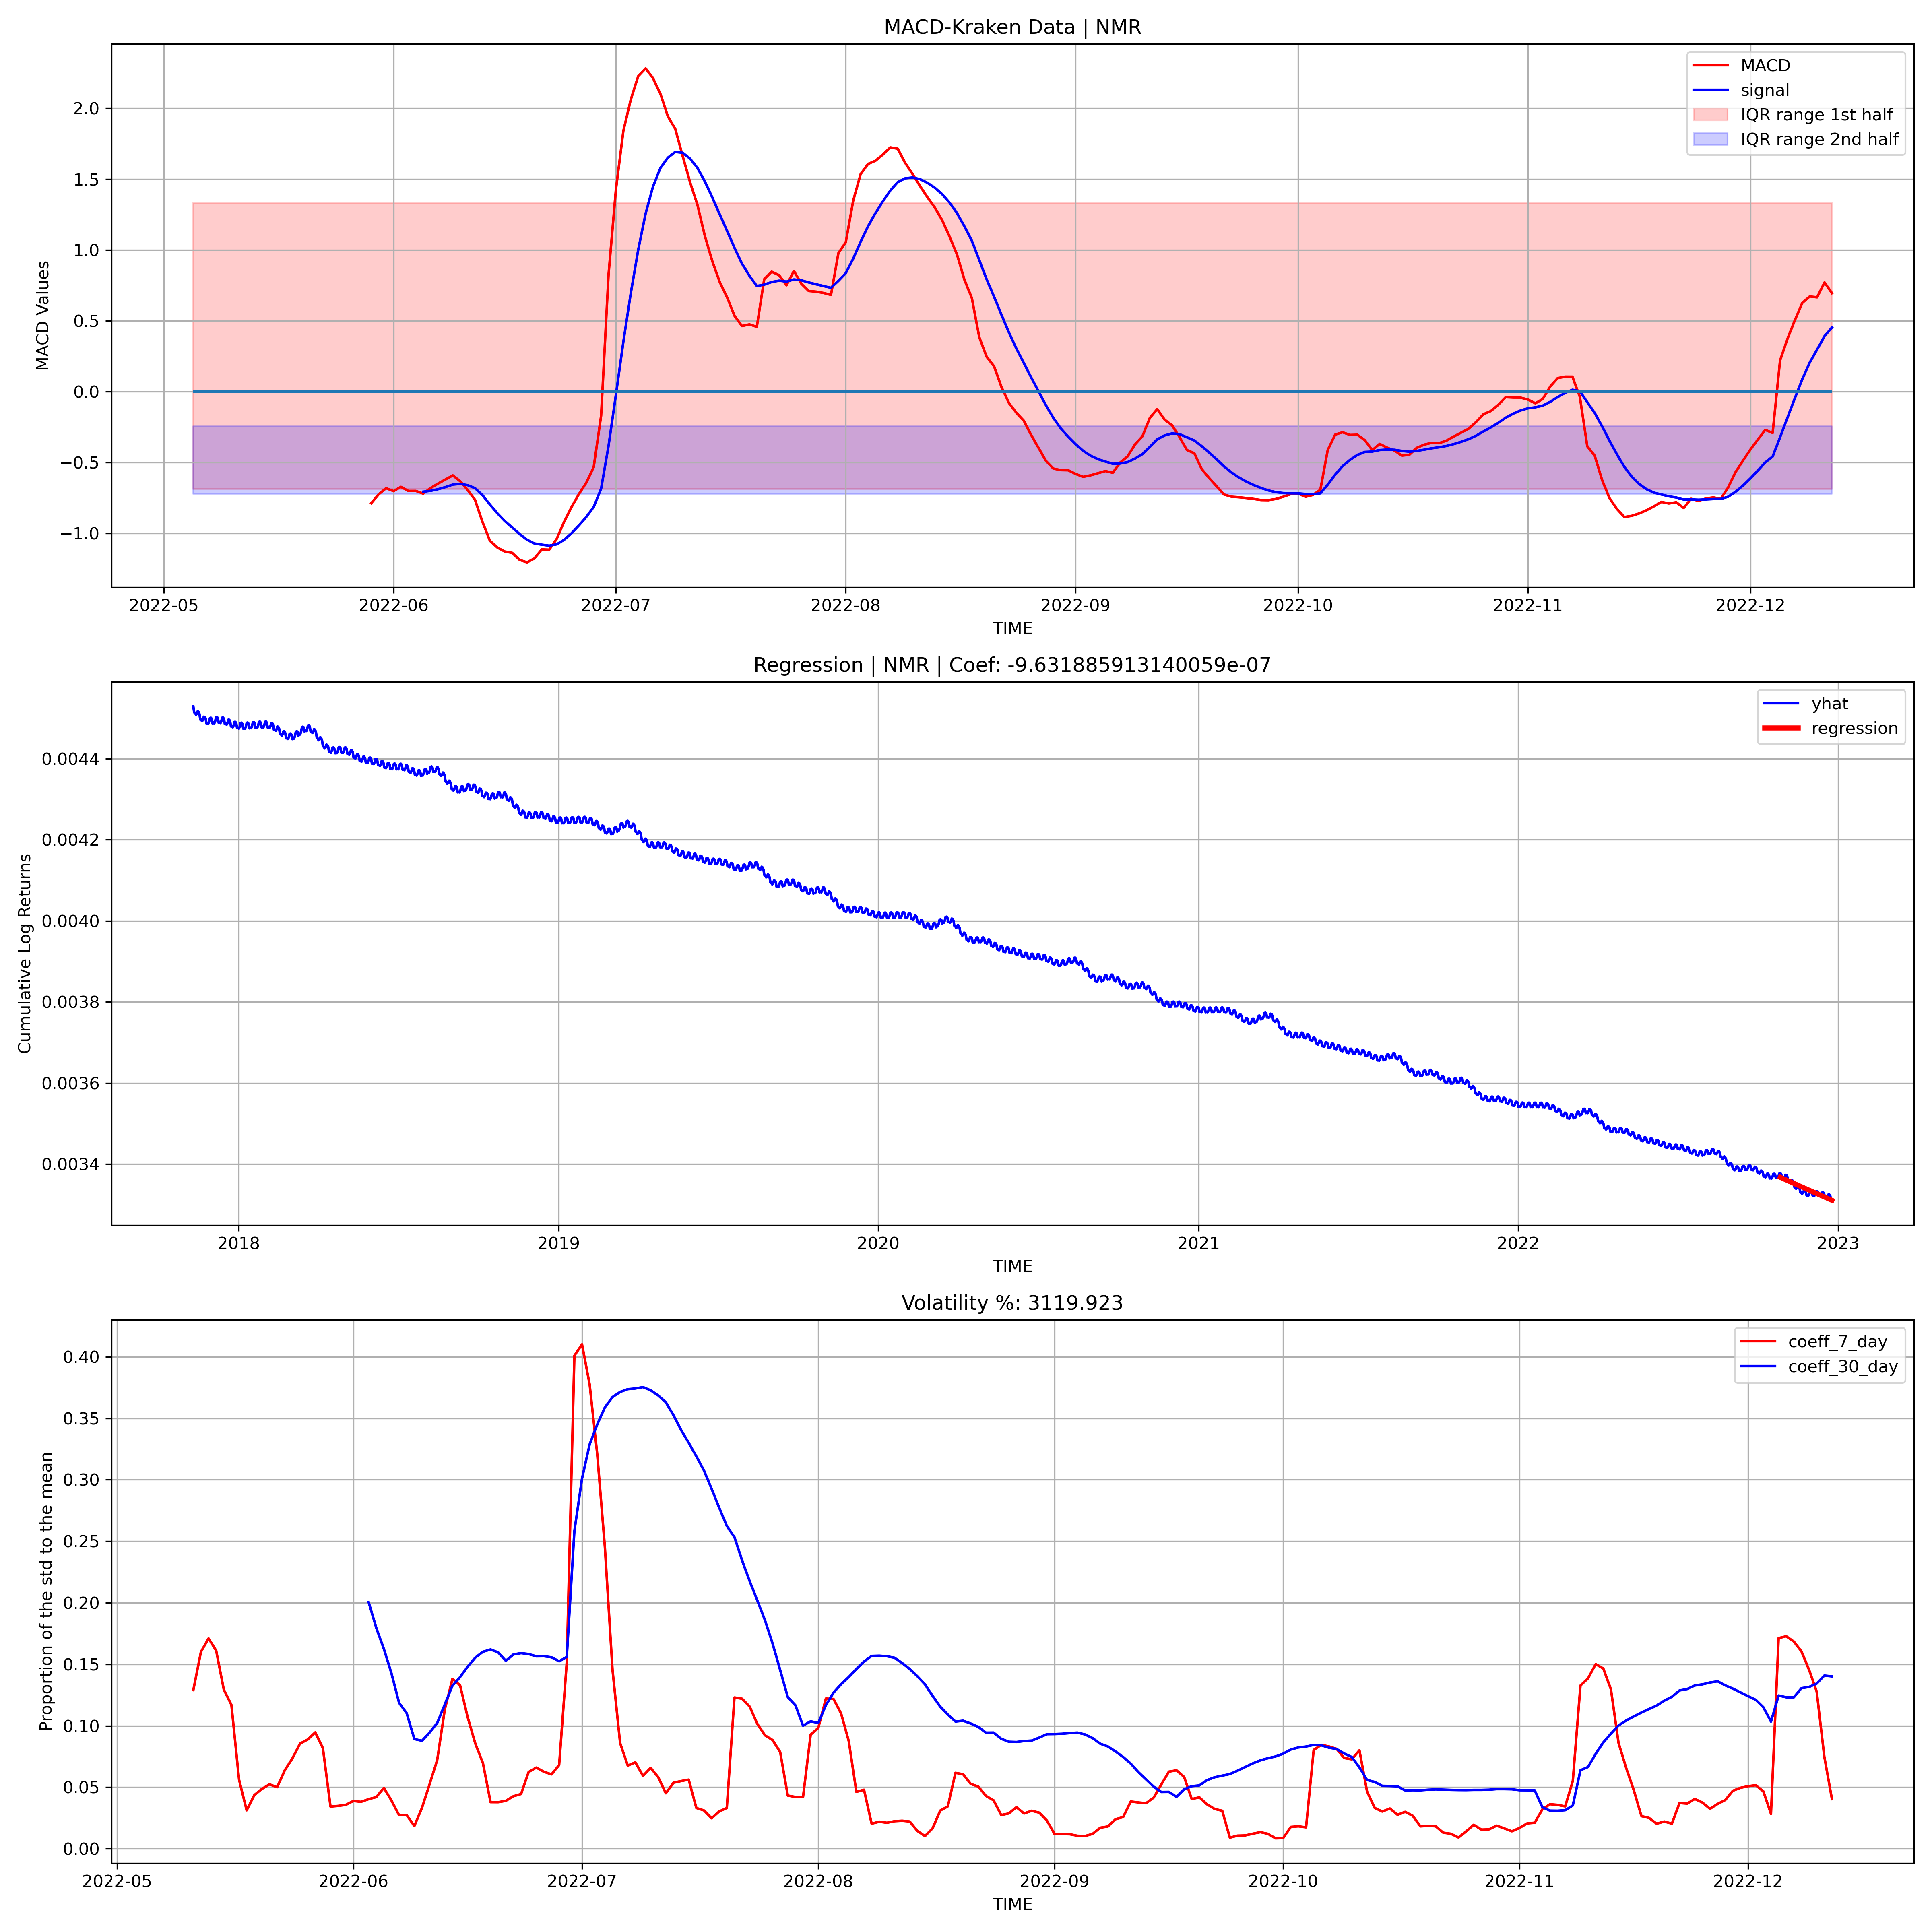 MACD-Kraken Data | NMR
MACD
signal
IQR range 1st half
IQR range 2nd half
2.0
1.5
1.0
0.5
0.0
−0.5
−1.0
MACD Values
2022-05 2022-06 2022-07 2022-08 2022-09 2022-10 2022-11 2022-12
TIME
Regression | NMR | Coef: -9.631885913140059e-07
yhat
regression
0.0044
0.0042
0.0040
0.0038
0.0036
0.0034
Cumulative Log Returns
2018 2019 2020 2021 2022 2023
TIME
Volatility %: 3119.923
coeff_7_day
coeff_30_day
0.40
0.35
0.30
0.25
0.20
0.15
0.10
0.05
0.00
Proportion of the std to the mean
2022-05 2022-06 2022-07 2022-08 2022-09 2022-10 2022-11 2022-12
TIME